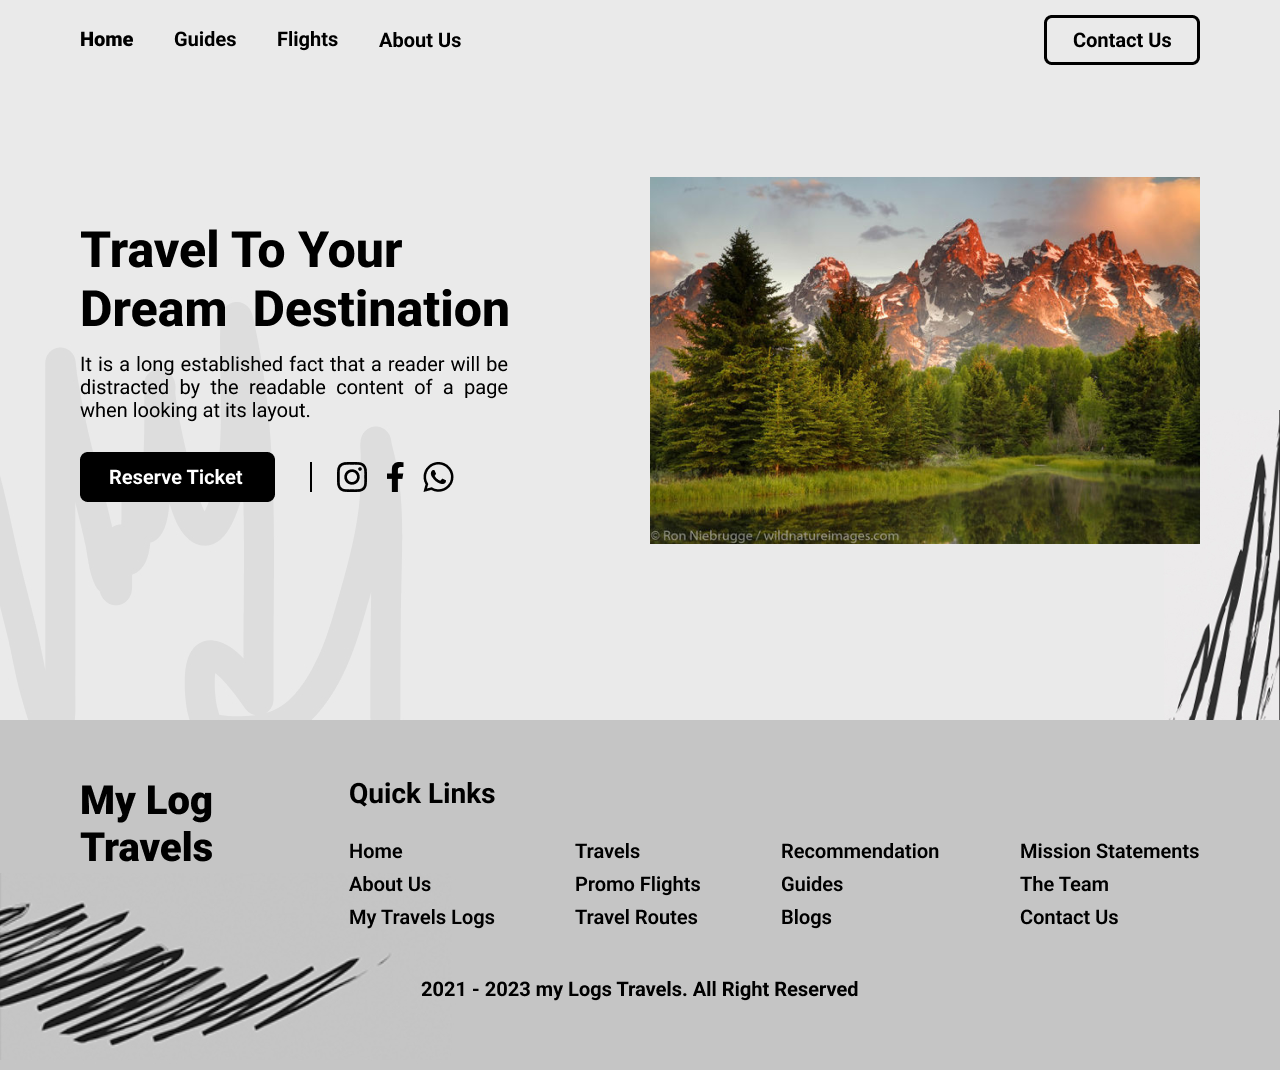 Home Guides Flights About Us Contact Us
Travel To Your
Dream Destination
It is a long established fact that a reader will be
distracted by the readable content of a page
when looking at its layout.
Reserve Ticket
© Ron Niebrugge / wildnatureimages.com
My Log
Travels
Quick Links
Home Travels Recommendation Mission Statements
About Us Promo Flights Guides The Team
My Travels Logs Travel Routes Blogs Contact Us
2021 - 2023 my Logs Travels. All Right Reserved